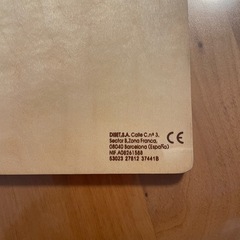 DISET,S.A. Calle C.nº 3,
Sector B,Zona Franca,
08040 Barcelona (España)
NIF.A08261588
53023 27812 37441B
CE